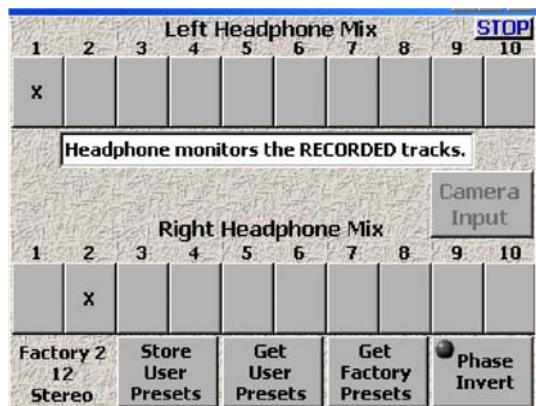 Left Headphone Mix
STOP
1 2 3 4 5 6 7 8 9 10
X
Headphone monitors the RECORDED tracks.
Camera
Input
Right Headphone Mix
1 2 3 4 5 6 7 8 9 10
X
Factory 2
12
Stereo
Store
User
Presets
Get
User
Presets
Get
Factory
Presets
Phase
Invert